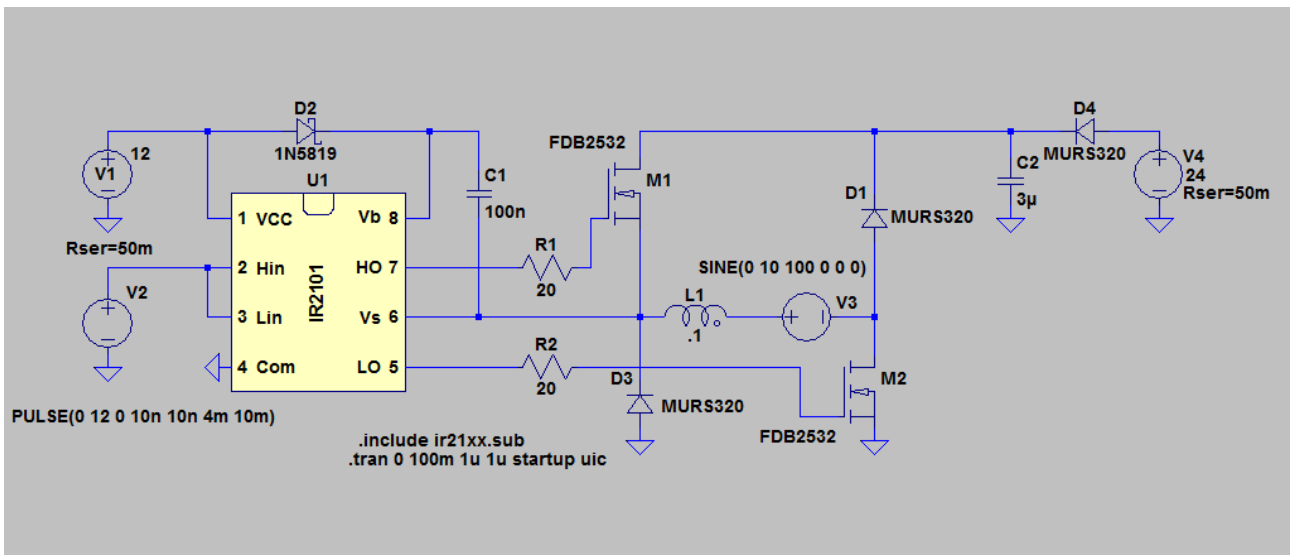 D2
12
1N5819
V1
Rser=50m
U1
1 VCC Vb 8
2 Hin HO 7
3 Lin Vs 6
4 Com LO 5
IR2101
V2
PULSE(0 12 0 10n 10n 4m 10m)
C1
100n
FDB2532
M1
R1
20
R2
20
D3
MURS320
SINE(0 10 100 0 0 0)
L1
.1
V3
D1
MURS320
C2
3µ
D4
MURS320
V4
24
Rser=50m
M2
FDB2532
.include ir21xx.sub
.tran 0 100m 1u 1u startup uic